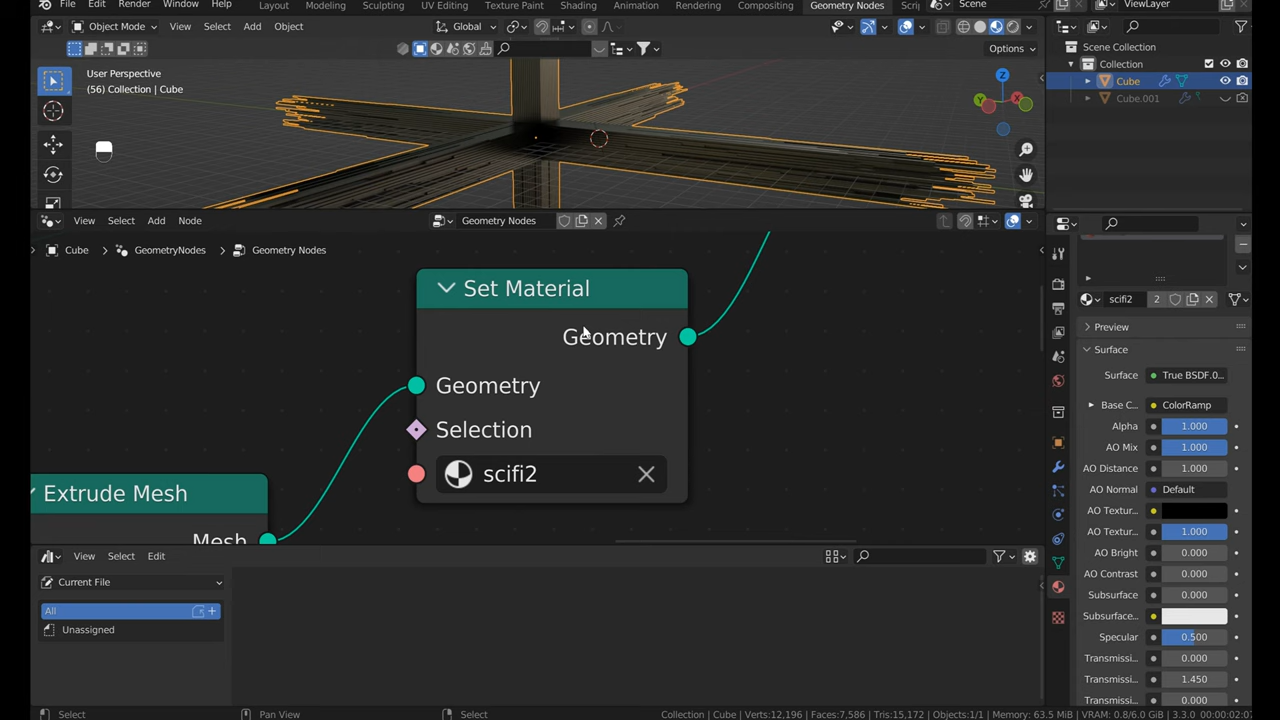 File Edit Render Window Help Layout Modeling Sculpting UV Editing Texture Paint Shading Animation Rendering Compositing Geometry Nodes Scri Scene ViewLayer
Object Mode View Select Add Object Global
Options
User Perspective
(56) Collection | Cube
Z
Y
X
Scene Collection
Collection
Cube
Cube.001
View Select Add Node Geometry Nodes
Cube GeometryNodes Geometry Nodes
Set Material
Geometry
Geometry
Selection
scifi2
Extrude Mesh
Mesh
scifi2 2
Preview
Surface
Surface True BSDF.0...
Base C... ColorRamp
Alpha 1.000
AO Mix 1.000
AO Distance 1.000
AO Normal Default
AO Textur...
AO Textur... 1.000
AO Bright 0.000
AO Contrast 0.000
Subsurface 0.000
Subsurface...
Specular 0.500
Transmissi... 0.000
Transmissi... 1.450
Transmissi... 0.000
View Select Edit
Current File
All
Unassigned
Select Pan View Select Collection | Cube | Verts:12,196 | Faces:7,586 | Tris:15,172 | Objects:1/1 | Memory: 63.5 MiB | VRAM: 0.8/6.0 GiB | 3.3.0 00:00:00:02:07